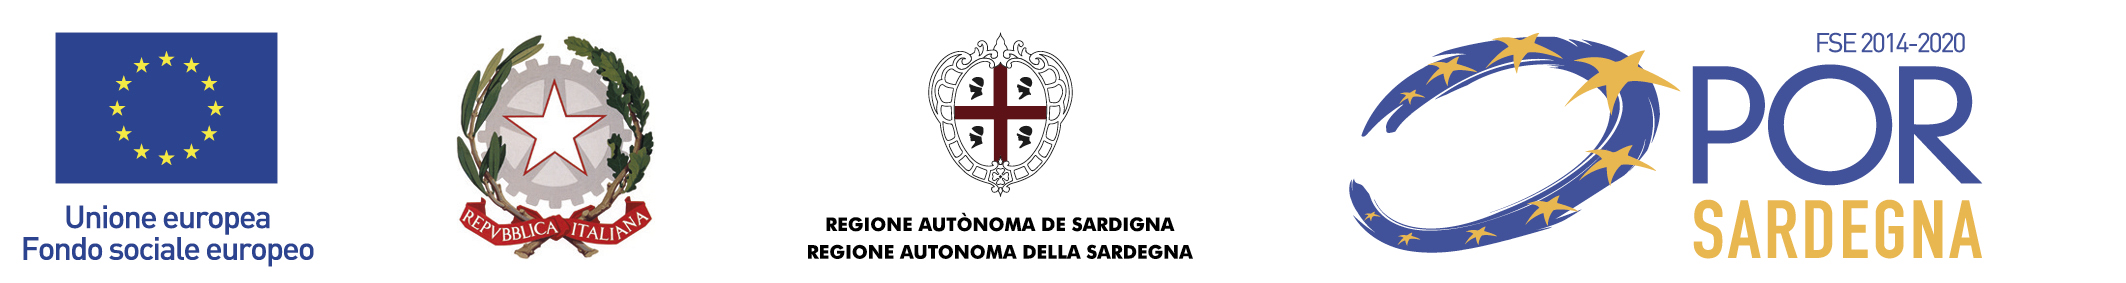 Unione europea
Fondo sociale europeo
REPVBBLICA ITALIANA
REGIONE AUTÒNOMA DE SARDIGNA
REGIONE AUTONOMA DELLA SARDEGNA
FSE 2014-2020
POR
SARDEGNA